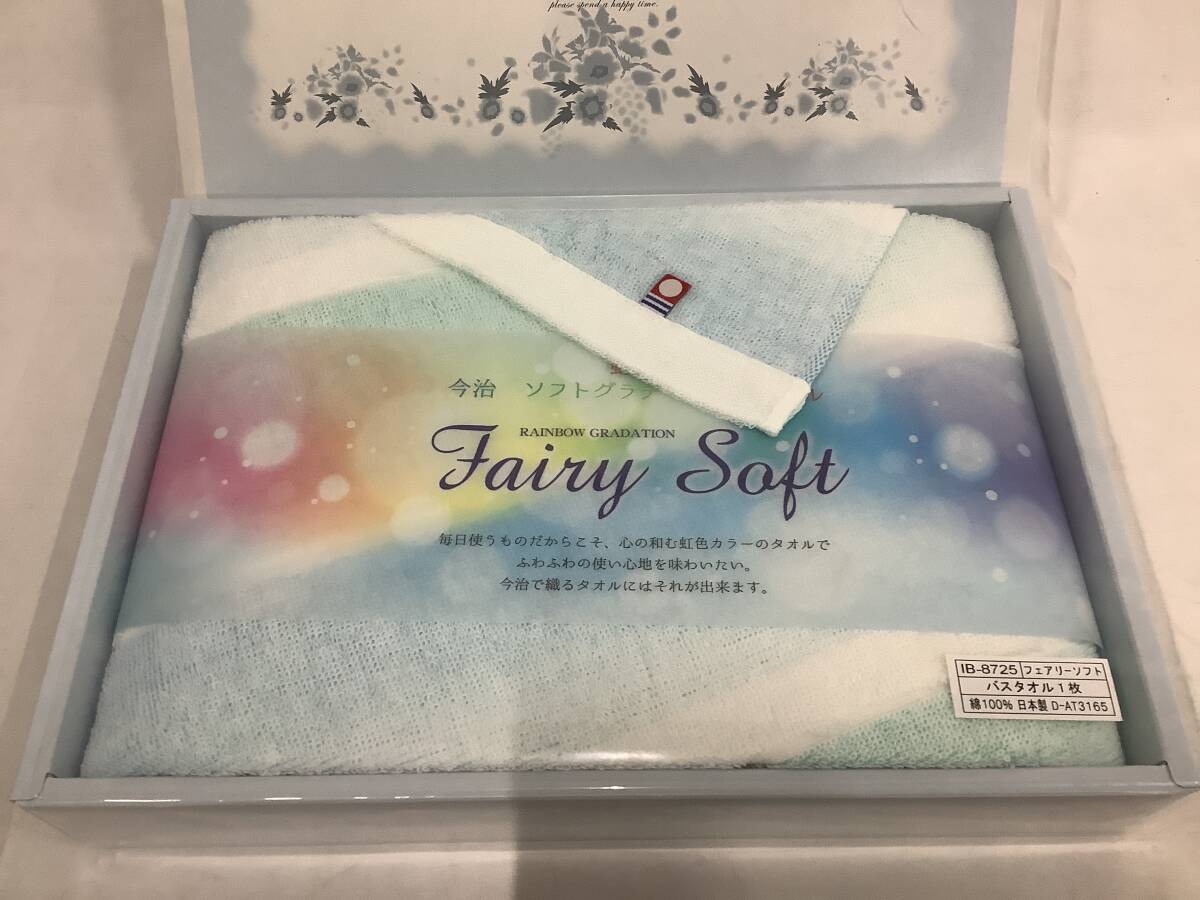 please spend a happy time.
今治 ソフトグラデ
RAINBOW GRADATION
Fairy Soft
毎日使うものだからこそ、心の和む虹色カラーのタオルで
ふわふわの使い心地を味わいたい。
今治で織るタオルにはそれが出来ます。
IB-8725 フェアリーソフト
バスタオル1枚
綿100% 日本製 D-AT3165